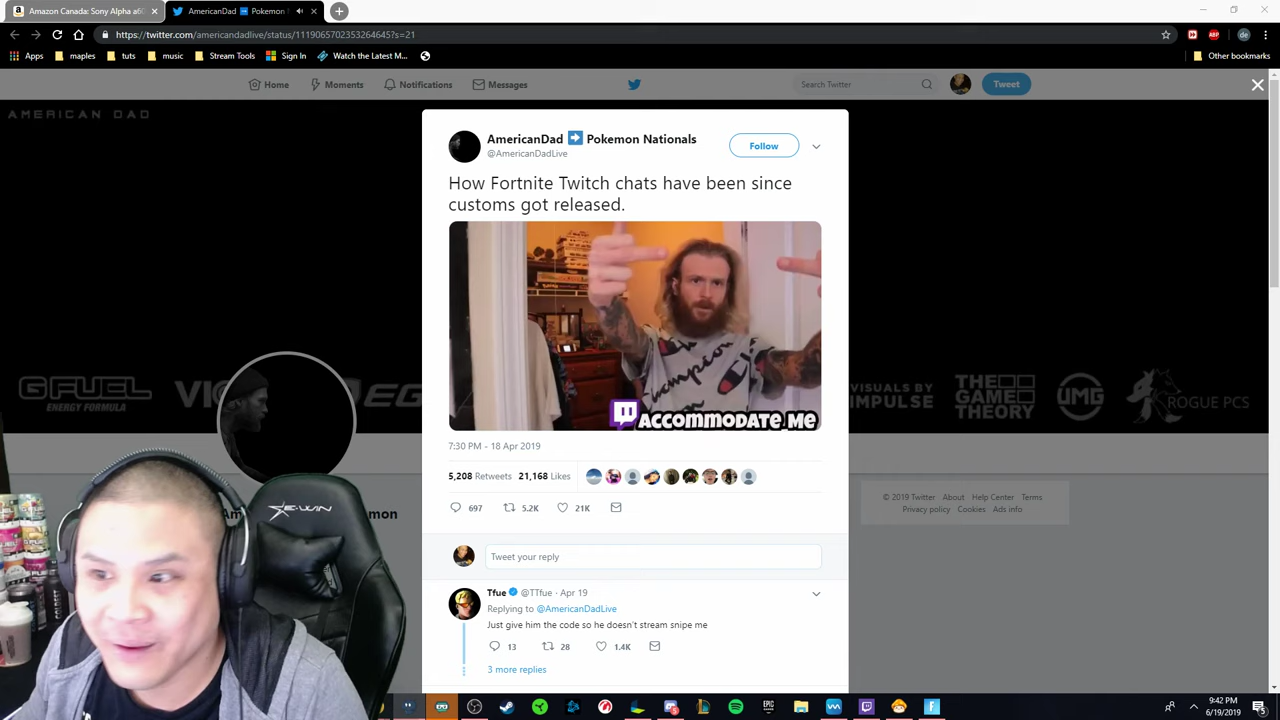 Amazon Canada: Sony Alpha a60
AmericanDad ➡ Pokemon
https://twitter.com/americandadlive/status/1119065702353264645?s=21
Apps
maples
tuts
music
Stream Tools
Sign In
Watch the Latest M...
Other bookmarks
Home
Moments
Notifications
Messages
Search Twitter
Tweet
AMERICAN DAD
AmericanDad ➡ Pokemon Nationals
@AmericanDadLive
Follow
How Fortnite Twitch chats have been since
customs got released.
Champion
ACCOMMODATE_ME
G FUEL
ENERGY FORMULA
VISUALS BY
IMPULSE
THE
GAME
THEORY
UMG
ROGUE PCS
7:30 PM - 18 Apr 2019
5,208 Retweets 21,168 Likes
697
5.2K
21K
© 2019 Twitter About Help Center Terms
Privacy policy Cookies Ads info
Tweet your reply
E-WIN
Tfue @TTfue · Apr 19
Replying to @AmericanDadLive
Just give him the code so he doesn't stream snipe me
13
28
1.4K
3 more replies
9:42 PM
6/19/2019